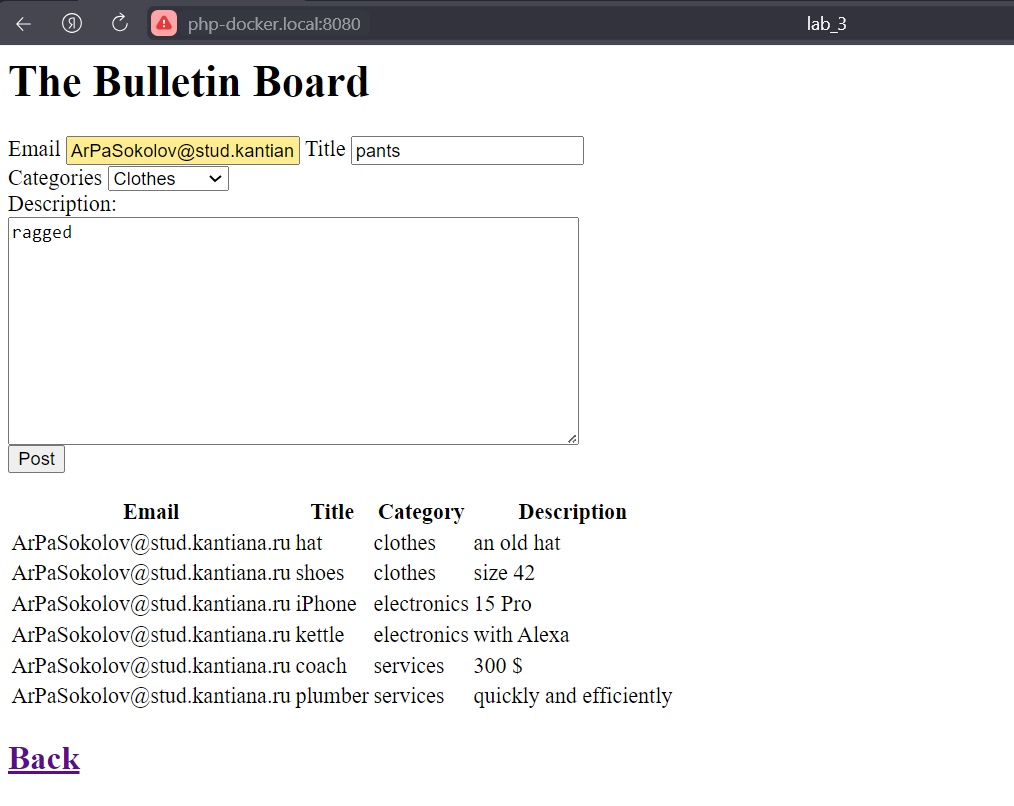 php-docker.local:8080 lab_3
The Bulletin Board
Email ArPaSokolov@stud.kantian Title pants
Categories Clothes
Description:
ragged
Post
Email Title Category Description
ArPaSokolov@stud.kantiana.ru hat clothes an old hat
ArPaSokolov@stud.kantiana.ru shoes clothes size 42
ArPaSokolov@stud.kantiana.ru iPhone electronics 15 Pro
ArPaSokolov@stud.kantiana.ru kettle electronics with Alexa
ArPaSokolov@stud.kantiana.ru coach services 300 $
ArPaSokolov@stud.kantiana.ru plumber services quickly and efficiently
Back